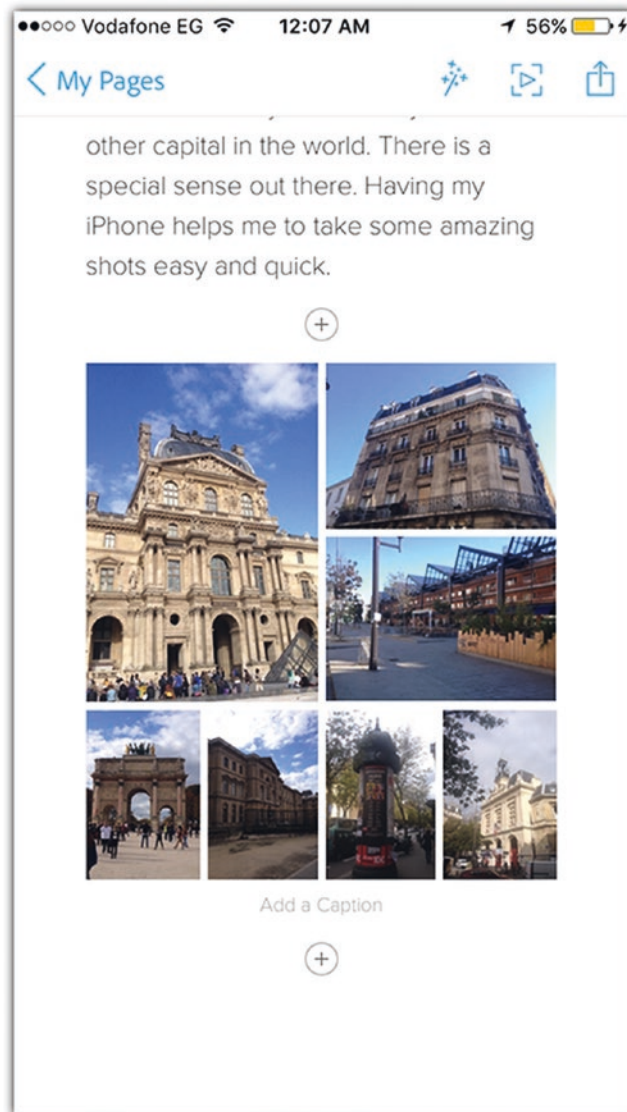 Vodafone EG 12:07 AM 56%
My Pages
other capital in the world. There is a
special sense out there. Having my
iPhone helps me to take some amazing
shots easy and quick.
Add a Caption